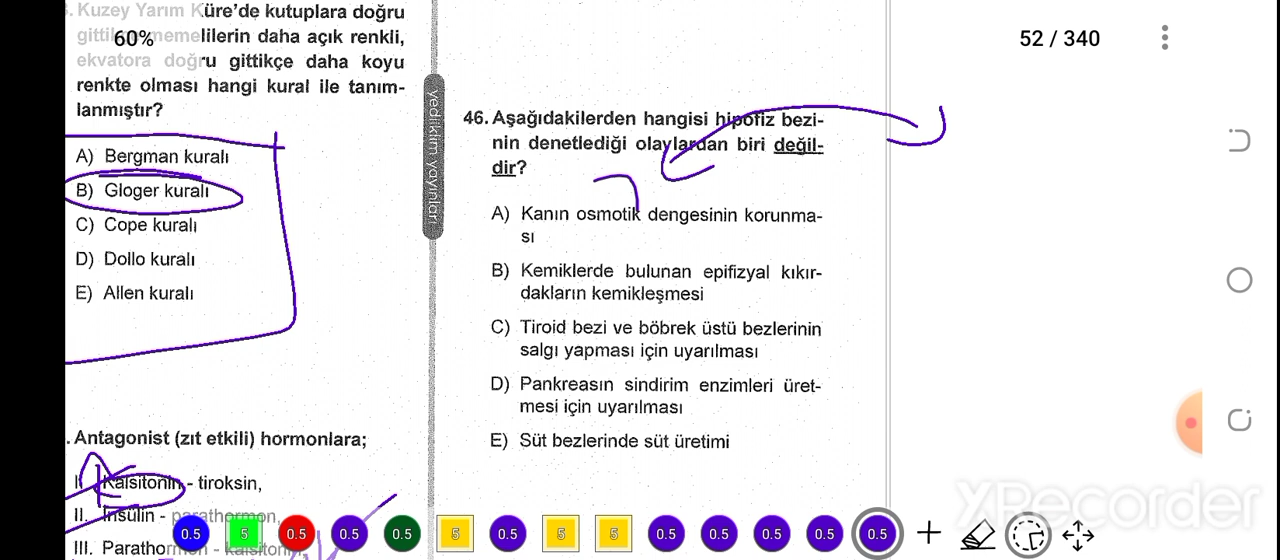 . Kuzey Yarım Küre’de kutuplara doğru
gittikçe memelilerin daha açık renkli,
ekvatora doğru gittikçe daha koyu
renkte olması hangi kural ile tanım-
lanmıştır?
A) Bergman kuralı
B) Gloger kuralı
C) Cope kuralı
D) Dollo kuralı
E) Allen kuralı
. Antagonist (zıt etkili) hormonlara;
I. Kalsitonin - tiroksin,
II. İnsülin - parathormon,
III. Parathormon - kalsitonin,
60%
yediiklim yayınları
46. Aşağıdakilerden hangisi hipofiz bezi-
nin denetlediği olaylardan biri değil-
dir?
A) Kanın osmotik dengesinin korunma-
sı
B) Kemiklerde bulunan epifizyal kıkır-
dakların kemikleşmesi
C) Tiroid bezi ve böbrek üstü bezlerinin
salgı yapması için uyarılması
D) Pankreasın sindirim enzimleri üret-
mesi için uyarılması
E) Süt bezlerinde süt üretimi
52 / 340
XRecorder
0.5 5 0.5 0.5 0.5 5 0.5 5 5 0.5 0.5 0.5 0.5 0.5